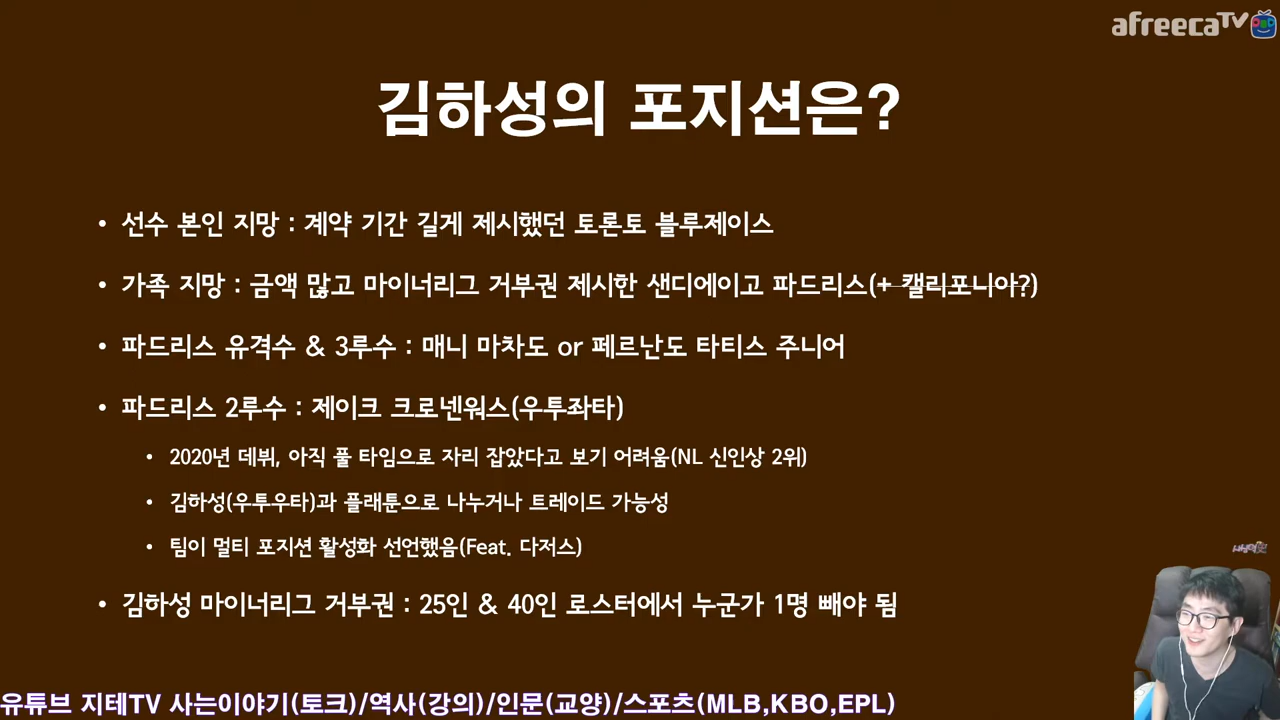 afreecaTV
김하성의 포지션은?
• 선수 본인 지망 : 계약 기간 길게 제시했던 토론토 블루제이스
• 가족 지망 : 금액 많고 마이너리그 거부권 제시한 샌디에이고 파드리스(+ 캘리포니아?)
• 파드리스 유격수 & 3루수 : 매니 마차도 or 페르난도 타티스 주니어
• 파드리스 2루수 : 제이크 크로넨워스(우투좌타)
• 2020년 데뷔, 아직 풀 타임으로 자리 잡았다고 보기 어려움(NL 신인상 2위)
• 김하성(우투우타)과 플래툰으로 나누거나 트레이드 가능성
• 팀이 멀티 포지션 활성화 선언했음(Feat. 다저스)
• 김하성 마이너리그 거부권 : 25인 & 40인 로스터에서 누군가 1명 빼야 됨
유튜브 지테TV 사는이야기(토크)/역사(강의)/인문(교양)/스포츠(MLB,KBO,EPL)